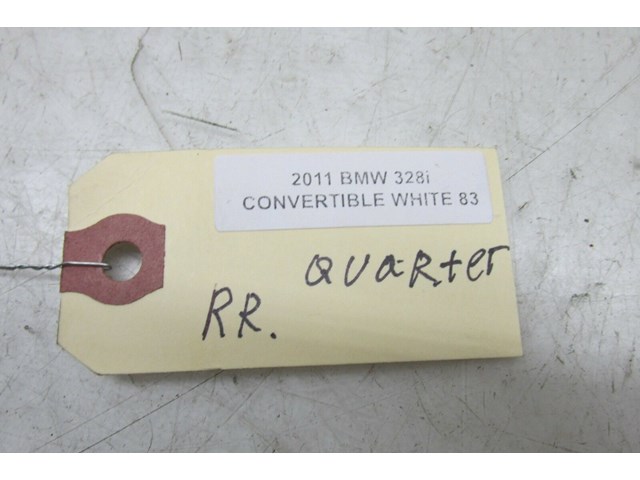 2011 BMW 328i
CONVERTIBLE WHITE 83
QUaRter
RR.